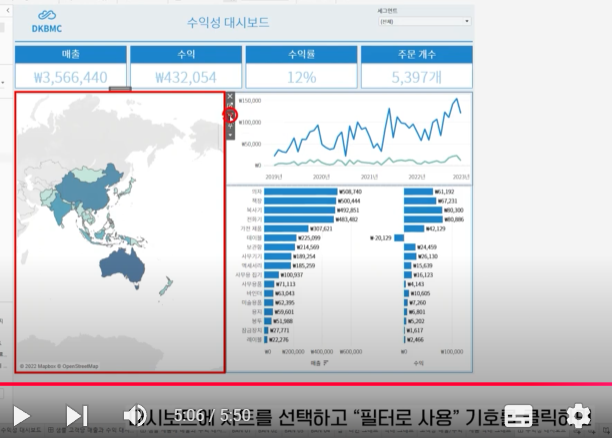 DKBMC
수익성 대시보드
세그먼트
(전체)
매출
수익
수익률
주문 개수
₩3,566,440
₩432,054
12%
5,397개
₩150,000
₩100,000
₩50,000
₩0
2019년
2020년
2021년
2022년
2023년
의자 ₩508,740 ₩51,192
책상 ₩500,444 ₩67,231
복사기 ₩492,851 ₩80,300
전화기 ₩483,482 ₩80,886
가전 제품 ₩307,621 ₩42,129
테이블 ₩225,099 ₩-20,129
보관함 ₩214,569 ₩24,459
사무기기 ₩189,254 ₩26,130
액세서리 ₩185,259 ₩35,639
사무용 집기 ₩100,937 ₩16,123
사무용품 ₩71,113 ₩4,143
바인더 ₩63,043 ₩10,605
미술용품 ₩62,395 ₩7,260
용지 ₩59,601 ₩6,801
봉투 ₩51,988 ₩5,202
잠금장치 ₩27,771 ₩1,617
레이블 ₩22,276 ₩2,466
₩0 ₩200,000 ₩400,000 ₩600,000
₩0 ₩100,000
매출
수익
© 2022 Mapbox © OpenStreetMap
대시보드에 차트를 선택하고 “필터로 사용” 기호를 클릭하
5:06 / 5:50